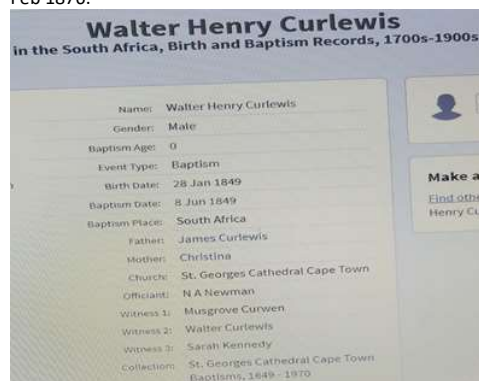 Feb 1870.
Walter Henry Curlewis
in the South Africa, Birth and Baptism Records, 1700s-1900s
Name: Walter Henry Curlewis
Gender: Male
Baptism Age: 0
Event Type: Baptism
Birth Date: 28 Jan 1849
Baptism Date: 8 Jun 1849
Baptism Place: South Africa
Father: James Curlewis
Mother: Christina
Church: St. Georges Cathedral Cape Town
Officiant: N A Newman
Witness 1: Musgrove Curwen
Witness 2: Walter Curlewis
Witness 3: Sarah Kennedy
Collection: St. Georges Cathedral Cape Town
Baptisms, 1649 - 1970
Make a
Find othe
Henry Cu